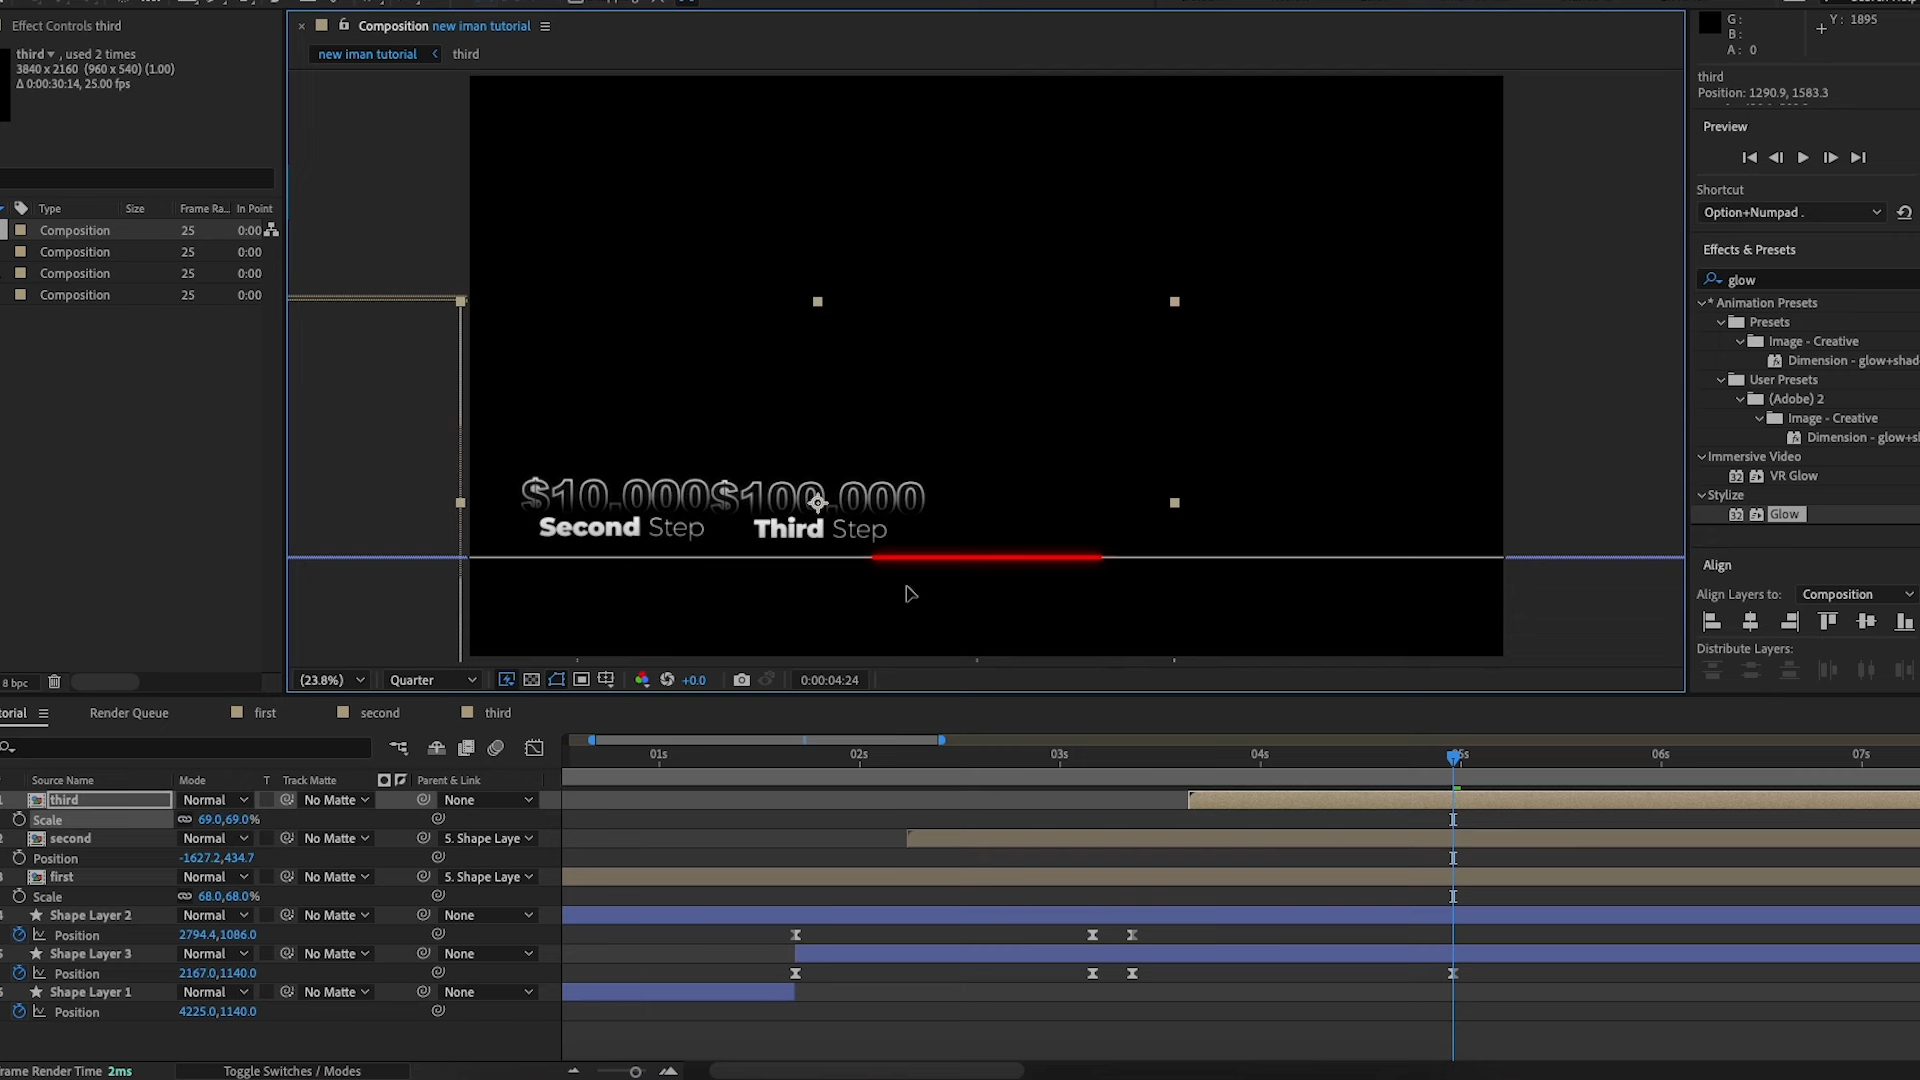 Effect Controls third
Composition new iman tutorial
new iman tutorial
third
third , used 2 times
3840 x 2160 (960 x 540) (1.00)
Δ 0:00:30:14, 25.00 fps
Type Size Frame Ra... In Point
Composition 25 0:00
Composition 25 0:00
Composition 25 0:00
Composition 25 0:00
8 bpc
$10.000 $100.000
Second Step Third Step
(23.8%) Quarter +0.0 0:00:04:24
G: Y: 1895
B:
A: 0
third
Position: 1290.9, 1583.3
Preview
Shortcut
Option+Numpad .
Effects & Presets
glow
* Animation Presets
Presets
Image - Creative
Dimension - glow+shad
User Presets
(Adobe) 2
Image - Creative
Dimension - glow+s
Immersive Video
32 VR Glow
Stylize
32 Glow
Align
Align Layers to: Composition
Distribute Layers:
torial Render Queue first second third
01s 02s 03s 04s 05s 06s 07s
Source Name Mode T Track Matte Parent & Link
third Normal No Matte None
Scale 69.0,69.0%
second Normal No Matte 5. Shape Laye
Position -1627.2,434.7
first Normal No Matte 5. Shape Laye
Scale 68.0,68.0%
Shape Layer 2 Normal No Matte None
Position 2794.4,1086.0
Shape Layer 3 Normal No Matte None
Position 2167.0,1140.0
Shape Layer 1 Normal No Matte None
Position 4225.0,1140.0
rame Render Time 2ms Toggle Switches / Modes